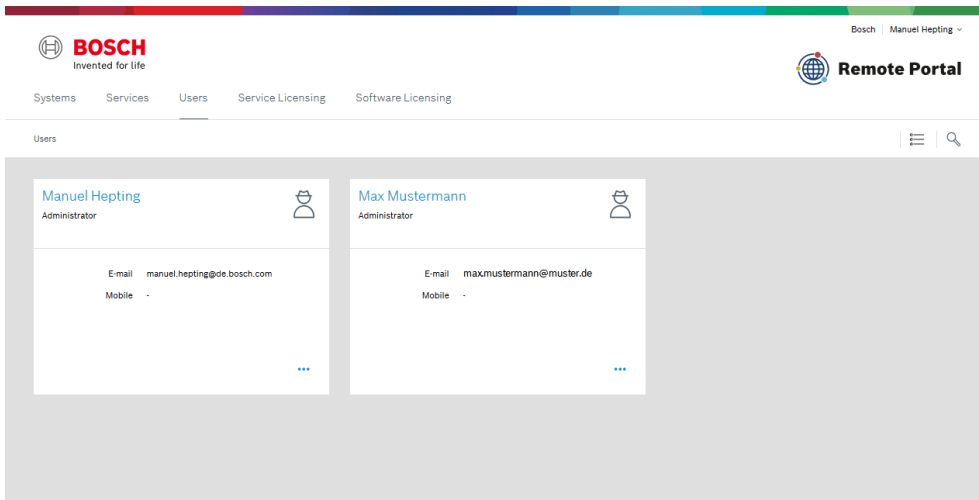 Bosch Manuel Hepting
BOSCH
Invented for life
Remote Portal
Systems Services Users Service Licensing Software Licensing
Users
Manuel Hepting
Administrator
E-mail manuel.hepting@de.bosch.com
Mobile -
Max Mustermann
Administrator
E-mail max.mustermann@muster.de
Mobile -